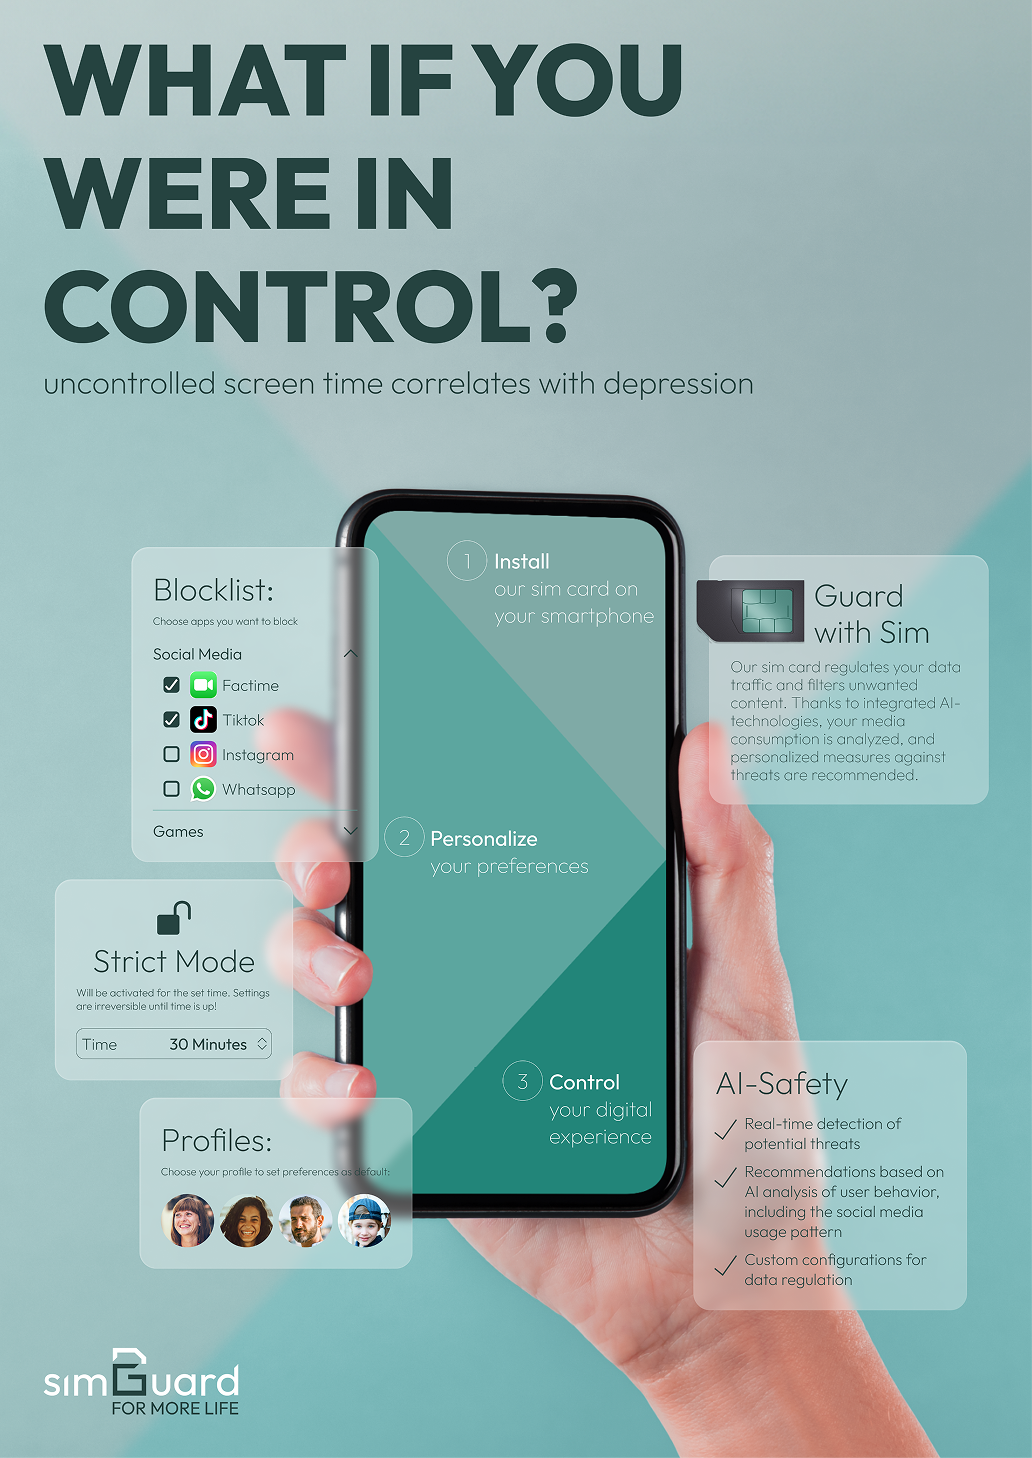 WHAT IF YOU
WERE IN
CONTROL?
uncontrolled screen time correlates with depression
1 Install
our sim card on
your smartphone
Blocklist:
Choose apps you want to block
Social Media
Factime
Tiktok
Instagram
Whatsapp
Games
Guard
with Sim
Our sim card regulates your data
traffic and filters unwanted
content. Thanks to integrated AI-
technologies, your media
consumption is analyzed, and
personalized measures against
threats are recommended.
2 Personalize
your preferences
Strict Mode
Will be activated for the set time. Settings
are irreversible until time is up!
Time 30 Minutes
3 Control
your digital
experience
AI-Safety
Real-time detection of
potential threats
Recommendations based on
AI analysis of user behavior,
including the social media
usage pattern
Custom configurations for
data regulation
Profiles:
Choose your profile to set preferences as default:
simGuard
FOR MORE LIFE